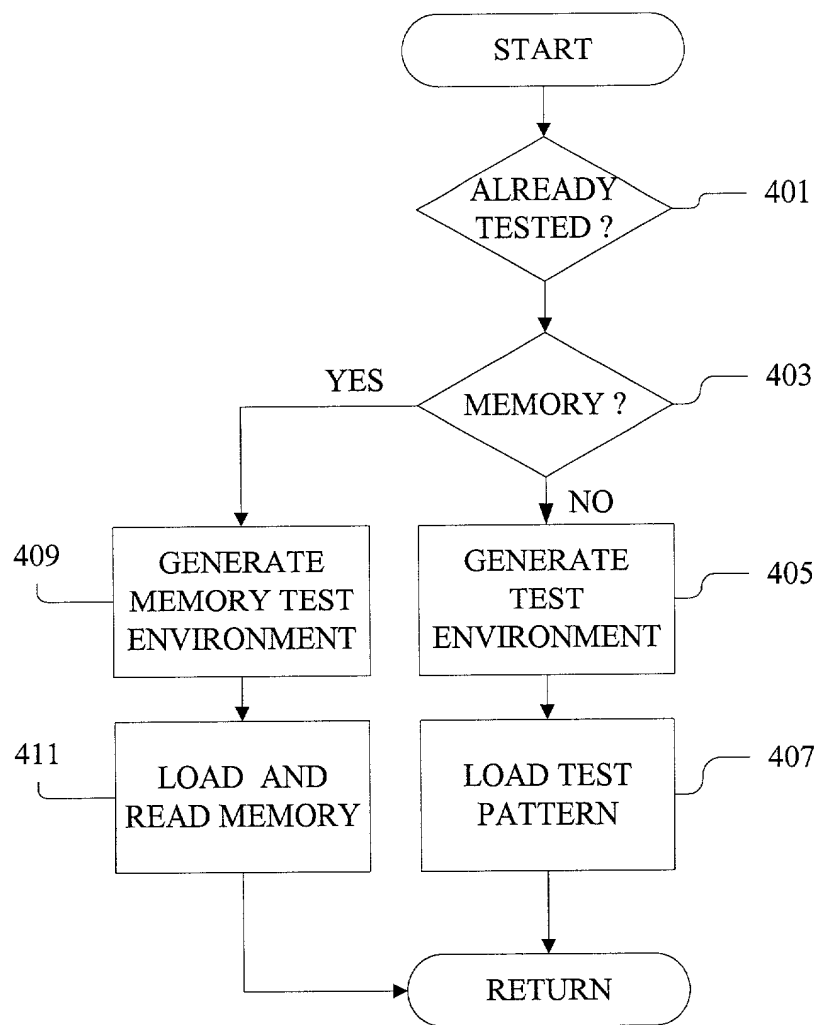 START
ALREADY
TESTED ?
401
YES
MEMORY ?
403
NO
409
GENERATE
MEMORY TEST
ENVIRONMENT
GENERATE
TEST
ENVIRONMENT
405
411
LOAD AND
READ MEMORY
LOAD TEST
PATTERN
407
RETURN